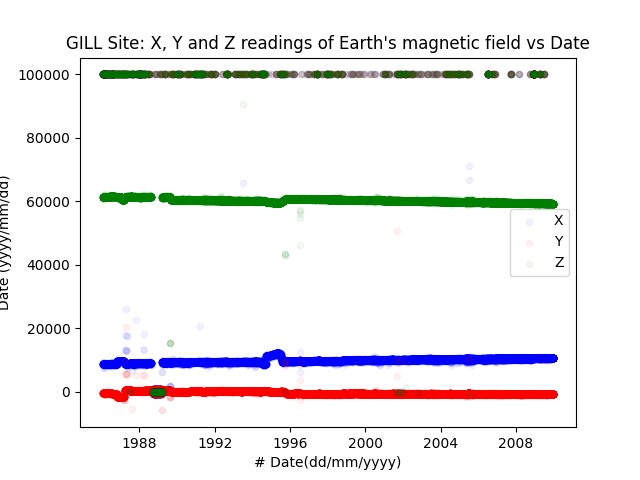 GILL Site: X, Y and Z readings of Earth's magnetic field vs Date
100000
80000
60000
40000
20000
0
Date (yyyy/mm/dd)
X
Y
Z
1988 1992 1996 2000 2004 2008
# Date(dd/mm/yyyy)